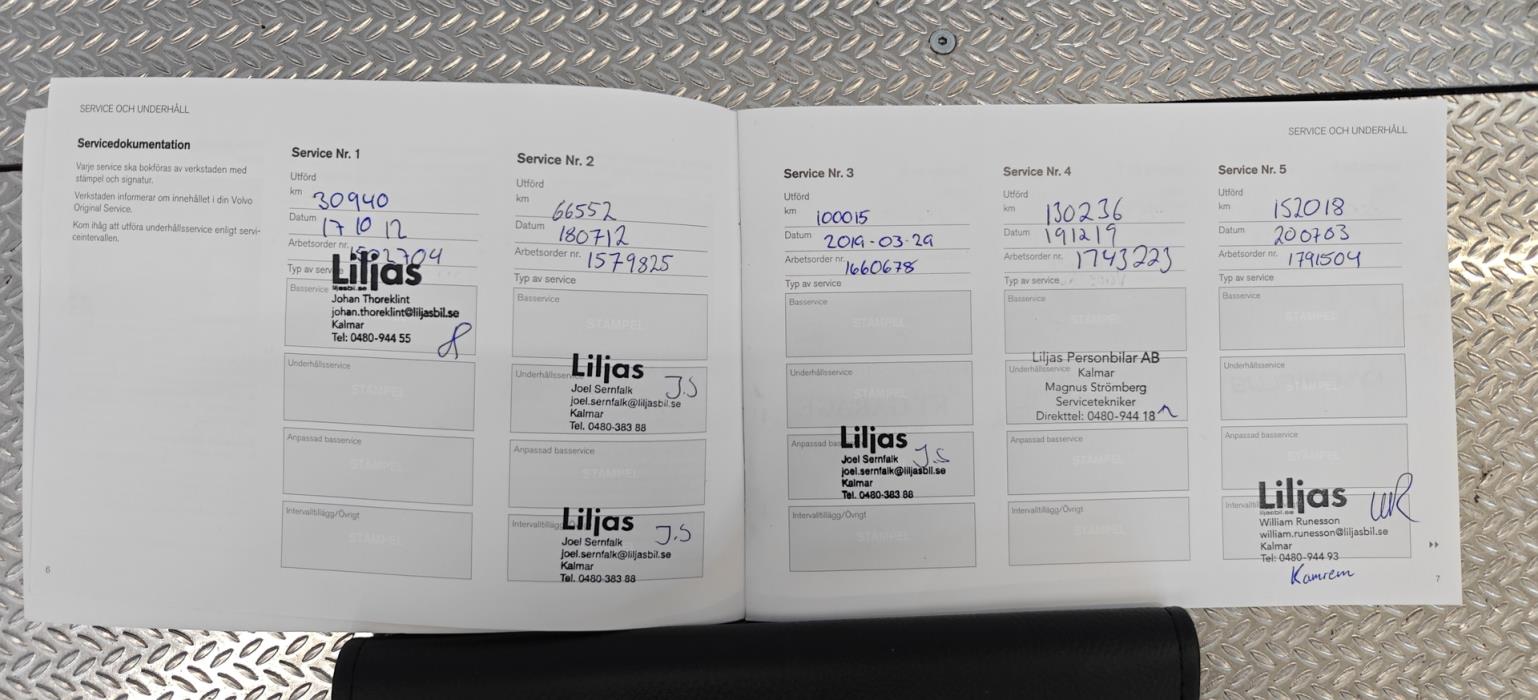 SERVICE OCH UNDERHÅLL
Servicedokumentation
Varje service ska bokföras av verkstaden med
stämpel och signatur.
Verkstaden informerar om innehållet i din Volvo
Original Service.
Kom ihåg att utföra underhållsservice enligt servi-
ceintervallen.
6
Service Nr. 1
Utförd
km 30940
Datum 17 10 12
Arbetsorder nr.
Typ av
Basservice
Liljas
liljasbil.se
Johan Thoreklint
johan.thoreklint@liljasbil.se
Kalmar
Tel: 0480-944 55
Underhållsservice
STÄMPEL
Anpassad basservice
STÄMPEL
Intervalltillägg/Övrigt
STÄMPEL
Service Nr. 2
Utförd
km 66552
Datum 180712
Arbetsorder nr. 1579825
Typ av service
Basservice
STÄMPEL
Underhållsservice
Liljas
Joel Sernfalk J.S
joel.sernfalk@liljasbil.se
Kalmar
Tel. 0480-383 88
Anpassad basservice
STÄMPEL
Liljas
Joel Sernfalk J.S
joel.sernfalk@liljasbil.se
Kalmar
Tel. 0480-383 88
Service Nr. 3
Utförd
km 100015
Datum 2019-03-29
Arbetsorder nr. 1660678
Typ av service
Basservice
STÄMPEL
Underhållsservice
STÄMPEL
Anpassad
Liljas
Joel Sernfalk J.S
joel.sernfalk@liljasbil.se
Kalmar
Tel. 0480-383 88
Intervalltillägg/Övrigt
STÄMPEL
Service Nr. 4
Utförd
km 130236
Datum 191219
Arbetsorder nr. 1743223
Typ av service
Basservice
STÄMPEL
Liljas Personbilar AB
Underhållsservice
Kalmar
Magnus Strömberg
Servicetekniker
Direkttel: 0480-944 18
Anpassad basservice
STÄMPEL
Intervalltillägg/Övrigt
STÄMPEL
SERVICE OCH UNDERHÅLL
Service Nr. 5
Utförd
km 152018
Datum 200703
Arbetsorder nr. 1791504
Typ av service
Basservice
STÄMPEL
Underhållsservice
STÄMPEL
Anpassad basservice
Liljas
liljasbil.se
William Runesson WR
william.runesson@liljasbil.se
Kalmar
Tel: 0480-944 93
Kamrem
7